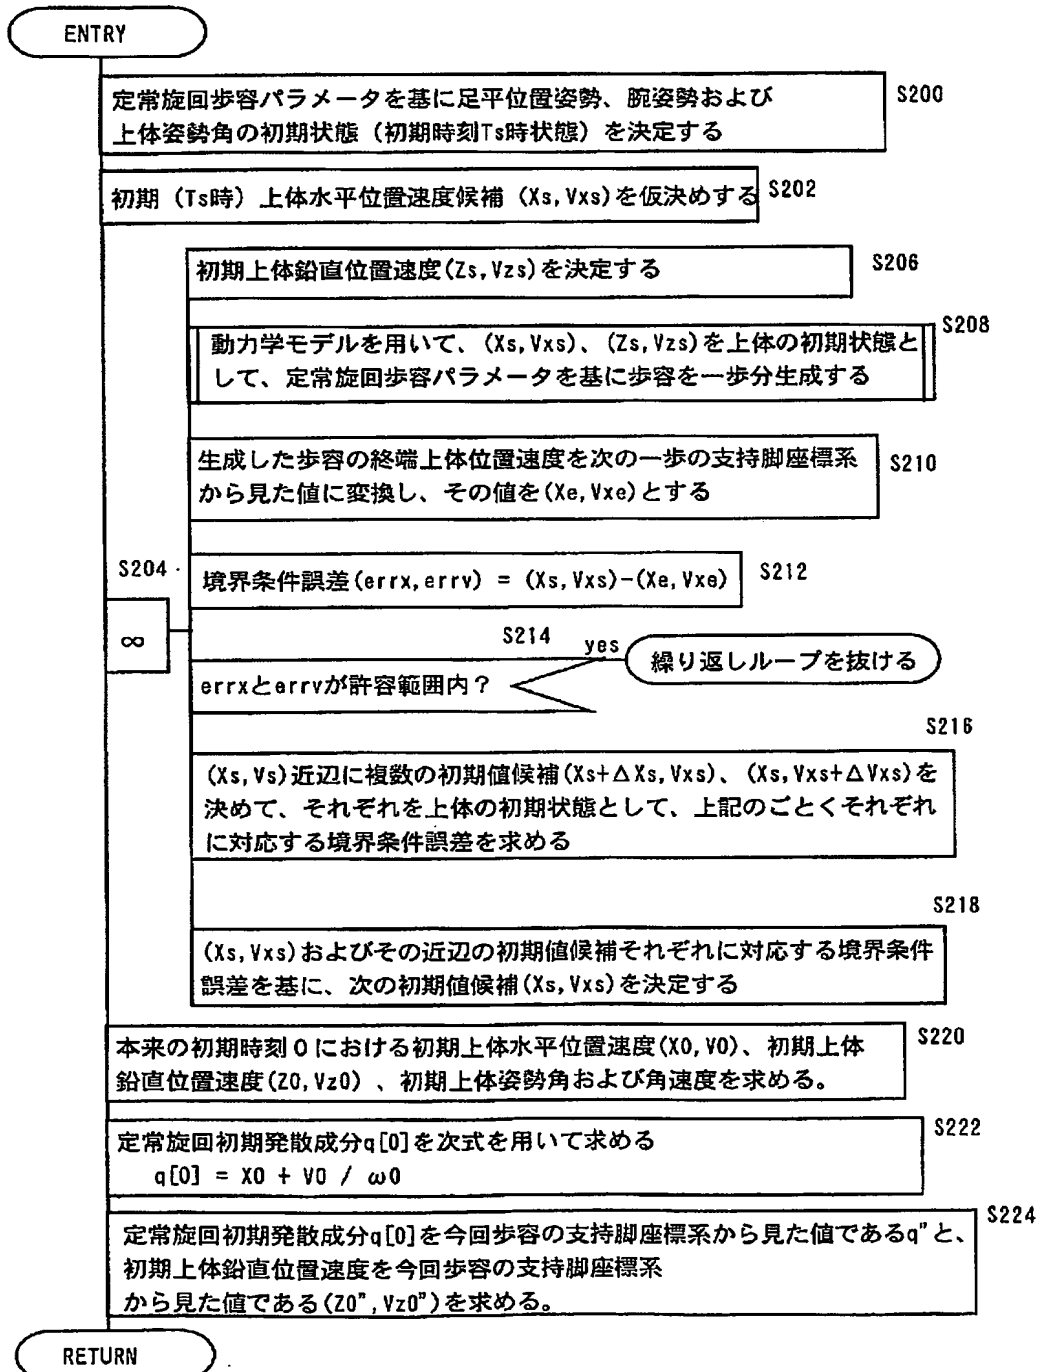 ENTRY
定常旋回歩容パラメータを基に足平位置姿勢、腕姿勢および
上体姿勢角の初期状態（初期時刻Ts時状態）を決定する
S200
初期（Ts時）上体水平位置速度候補（Xs,Vxs)を仮決めする
S202
初期上体鉛直位置速度(Zs,Vzs)を決定する
S206
S208
動力学モデルを用いて、(Xs,Vxs)、(Zs,Vzs)を上体の初期状態と
して、定常旋回歩容パラメータを基に歩容を一歩分生成する
生成した歩容の終端上体位置速度を次の一歩の支持脚座標系
から見た値に変換し、その値を(Xe,Vxe)とする
S210
S204
境界条件誤差(errx,errv) = (Xs,Vxs)-(Xe,Vxe)
S212
∞
S214
yes
繰り返しループを抜ける
errxとerrvが許容範囲内？
S216
(Xs,Vs)近辺に複数の初期値候補(Xs+ΔXs,Vxs)、(Xs,Vxs+ΔVxs)を
決めて、それぞれを上体の初期状態として、上記のごとくそれぞれ
に対応する境界条件誤差を求める
S218
(Xs,Vxs)およびその近辺の初期値候補それぞれに対応する境界条件
誤差を基に、次の初期値候補(Xs,Vxs)を決定する
本来の初期時刻０における初期上体水平位置速度(X0,V0)、初期上体
鉛直位置速度(Z0,Vz0) 、初期上体姿勢角および角速度を求める。
S220
定常旋回初期発散成分q[0]を次式を用いて求める
q[0] = X0 + V0 / ω0
S222
S224
定常旋回初期発散成分q[0]を今回歩容の支持脚座標系から見た値であるq"と、
初期上体鉛直位置速度を今回歩容の支持脚座標系
から見た値である(Z0",Vz0")を求める。
RETURN